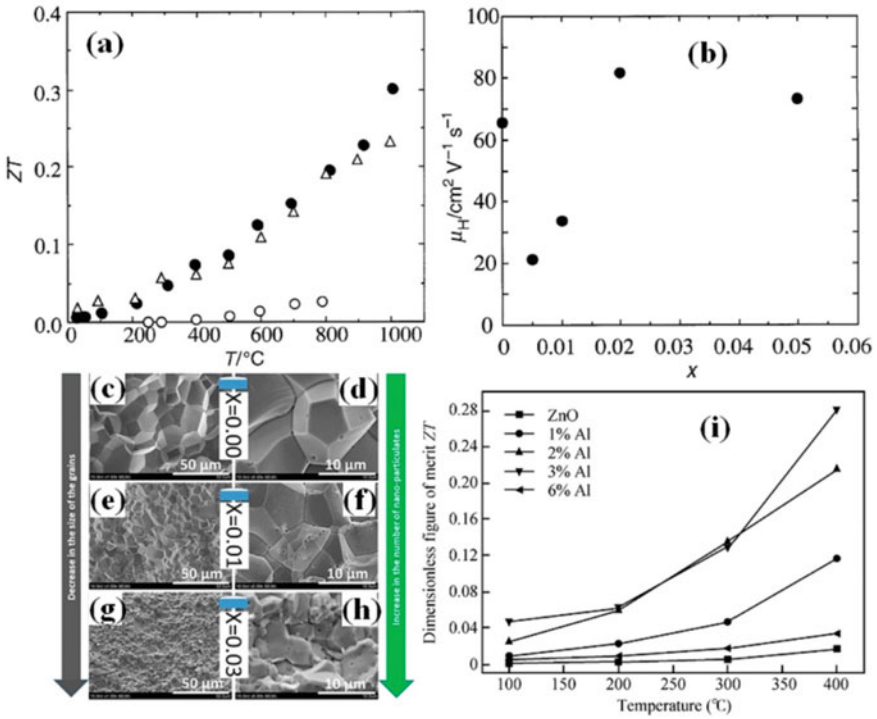 (a)
0.4
0.3
0.2
0.1
0.0
ZT
0
200
400
600
800
1000
T/°C
(b)
100
80
60
40
20
0
μH/cm² V⁻¹ s⁻¹
0
0.01
0.02
0.03
0.04
0.05
0.06
x
Decrease in the size of the grains
(c)
50 μm
X=0.00
(d)
10 μm
(e)
50 μm
X=0.01
(f)
10 μm
(g)
50 μm
X=0.03
(h)
10 μm
Increase in the number of nano-particulates
(i)
ZnO
1% Al
2% Al
3% Al
6% Al
0.28
0.24
0.20
0.16
0.12
0.08
0.04
0
Dimensionless figure of merit ZT
100
150
200
250
300
350
400
Temperature (℃)